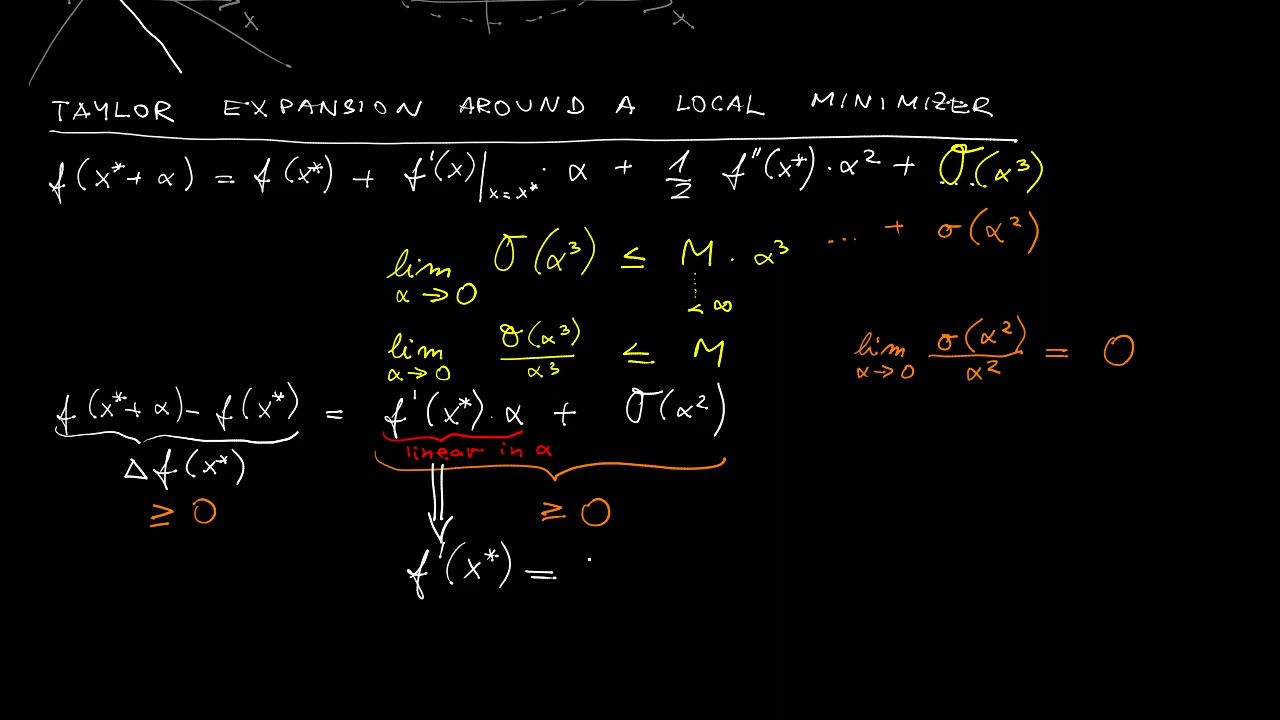 x x
TAYLOR EXPANSION AROUND A LOCAL MINIMIZER
f(x*+α) = f(x*) + f'(x)|x=x* · α + 1/2 f''(x*)·α² + O(α³)
... + o(α²)
lim α→0 O(α³) ≤ M · α³
< ∞
lim α→0 O(α³)/α³ ≤ M lim α→0 o(α²)/α² = 0
f(x*+α) - f(x*) = f'(x*)·α + O(α²)
linear in α
Δf(x*)
≥ 0 ≥ 0
f'(x*) =